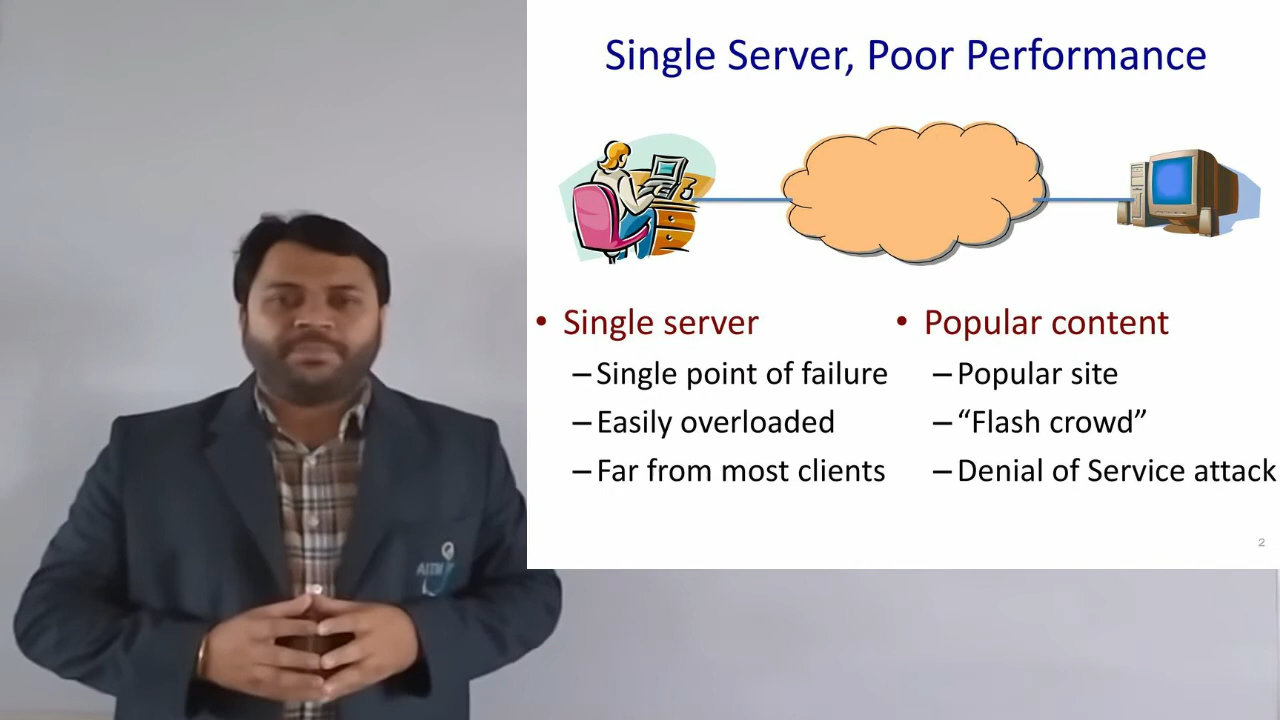 Single Server, Poor Performance
• Single server
– Single point of failure
– Easily overloaded
– Far from most clients
• Popular content
– Popular site
– “Flash crowd”
– Denial of Service attack
2